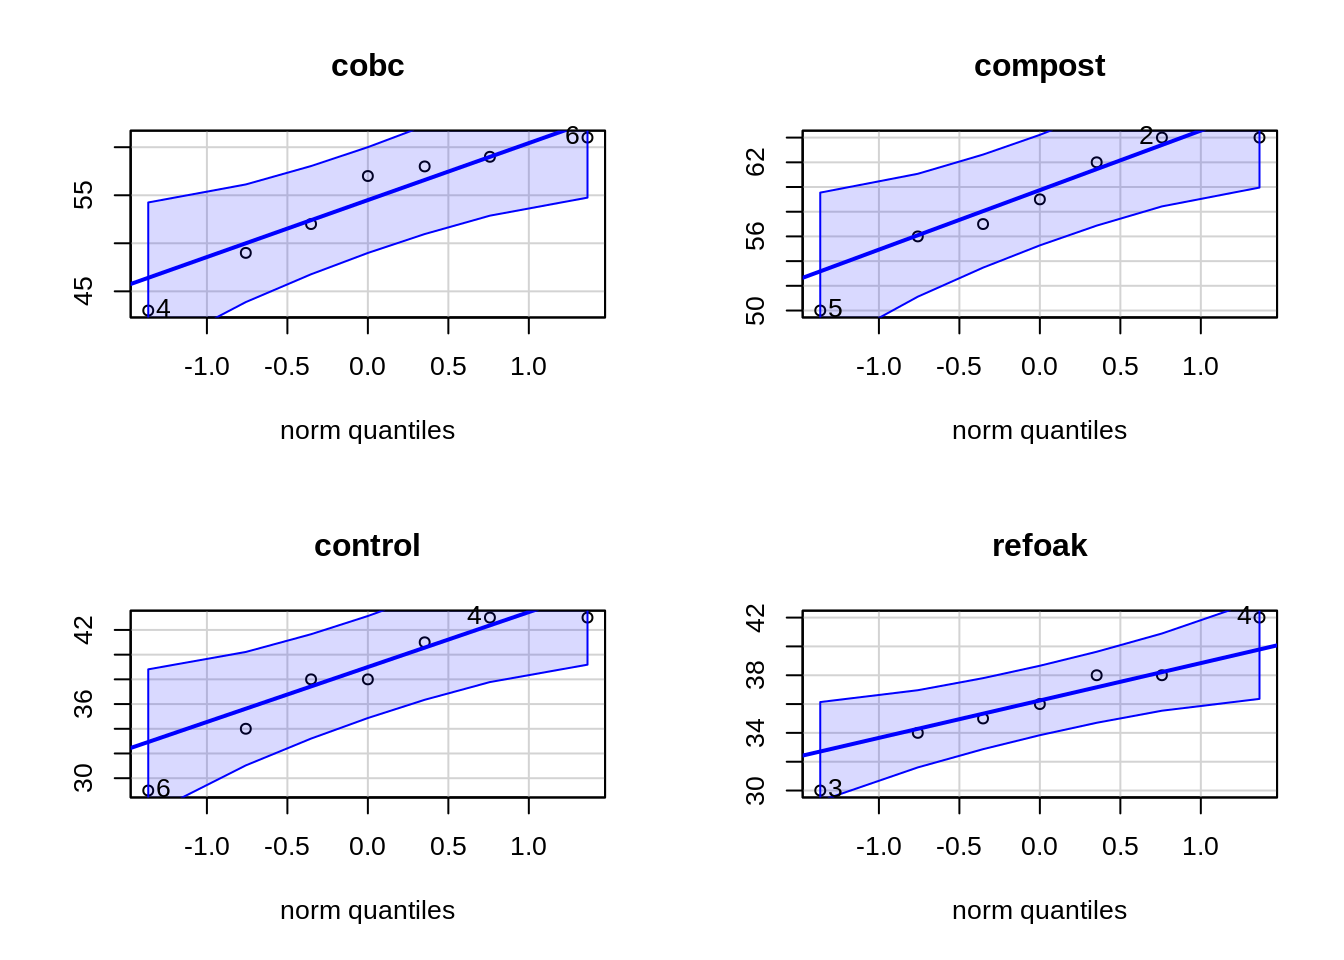 cobc
45 55
4 6
-1.0 -0.5 0.0 0.5 1.0
norm quantiles
compost
50 56 62
5 2
-1.0 -0.5 0.0 0.5 1.0
norm quantiles
control
30 36 42
6 4
-1.0 -0.5 0.0 0.5 1.0
norm quantiles
refoak
30 34 38 42
3 4
-1.0 -0.5 0.0 0.5 1.0
norm quantiles